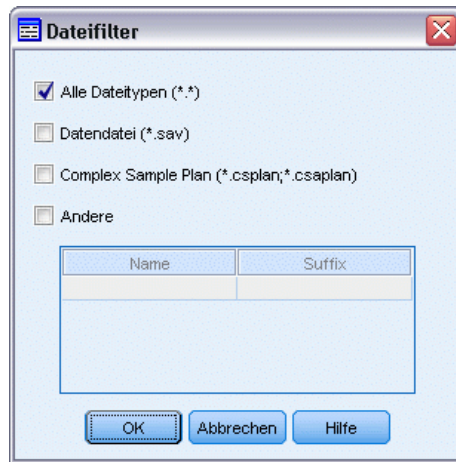 Dateifilter
Alle Dateitypen (*.*)
Datendatei (*.sav)
Complex Sample Plan (*.csplan;*.csaplan)
Andere
Name Suffix
OK Abbrechen Hilfe